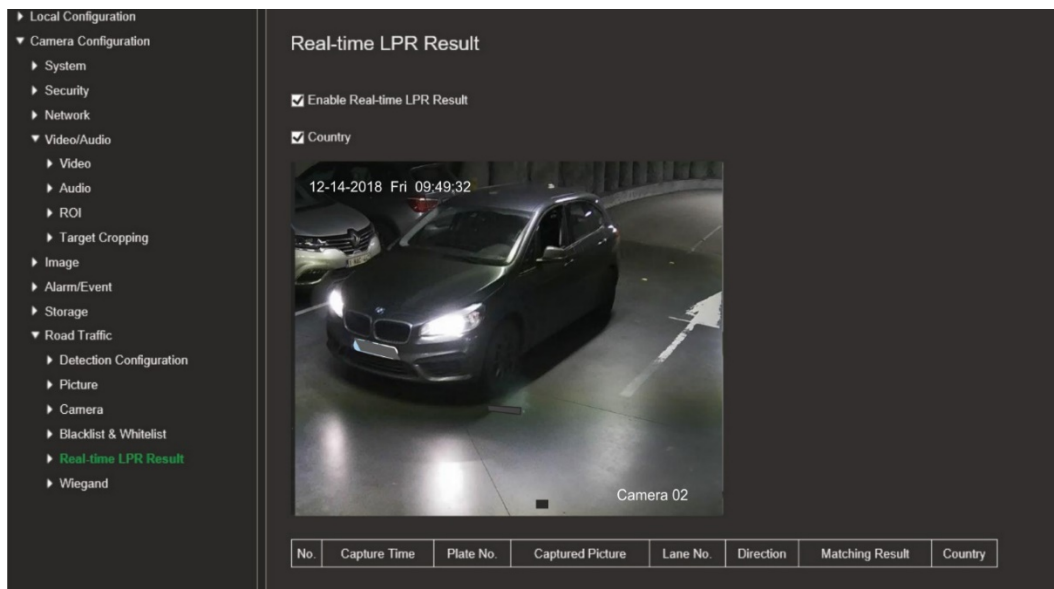 Local Configuration
Camera Configuration
System
Security
Network
Video/Audio
Video
Audio
ROI
Target Cropping
Image
Alarm/Event
Storage
Road Traffic
Detection Configuration
Picture
Camera
Blacklist & Whitelist
Real-time LPR Result
Wiegand
Real-time LPR Result
Enable Real-time LPR Result
Country
12-14-2018 Fri 09:49:32
Camera 02
No. Capture Time Plate No. Captured Picture Lane No. Direction Matching Result Country